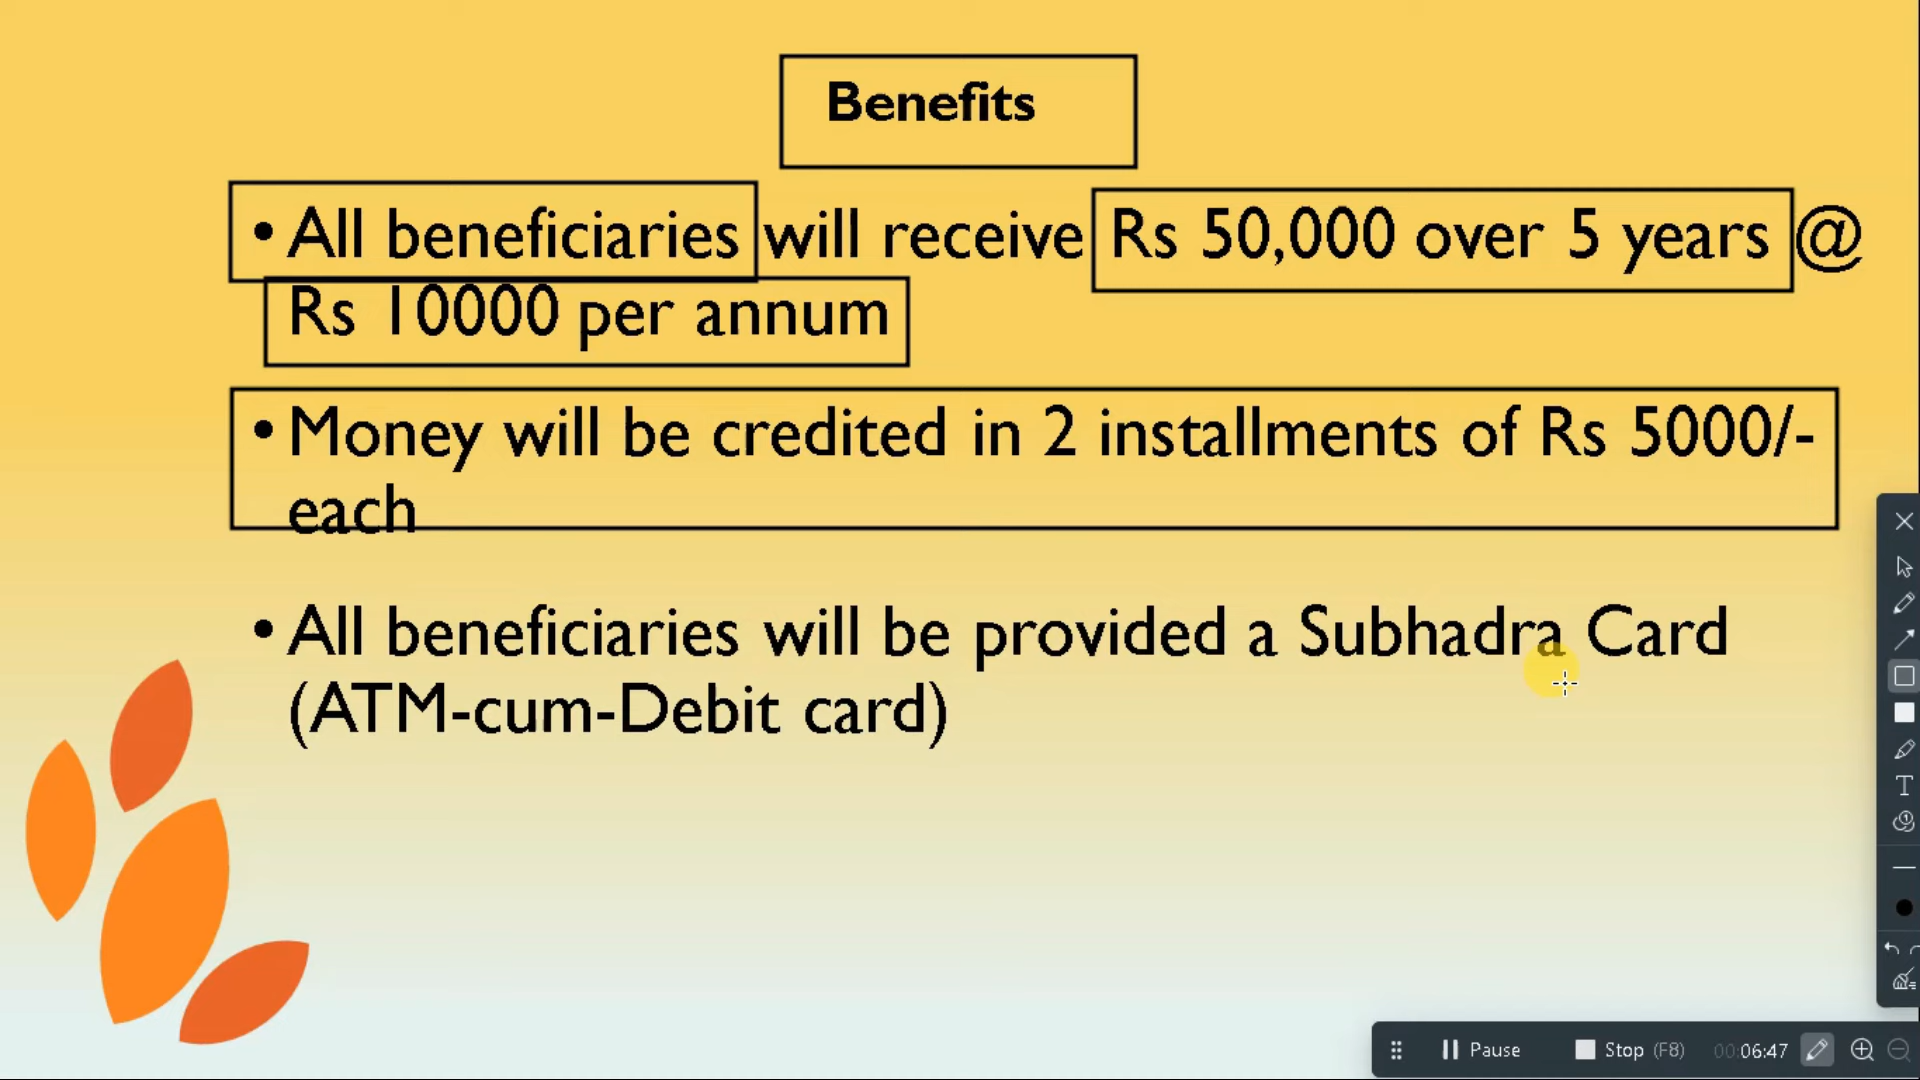 Benefits
• All beneficiaries will receive Rs 50,000 over 5 years @
Rs 10000 per annum
• Money will be credited in 2 installments of Rs 5000/-
each
• All beneficiaries will be provided a Subhadra Card
(ATM-cum-Debit card)
T
Pause Stop (F8) 00:06:47